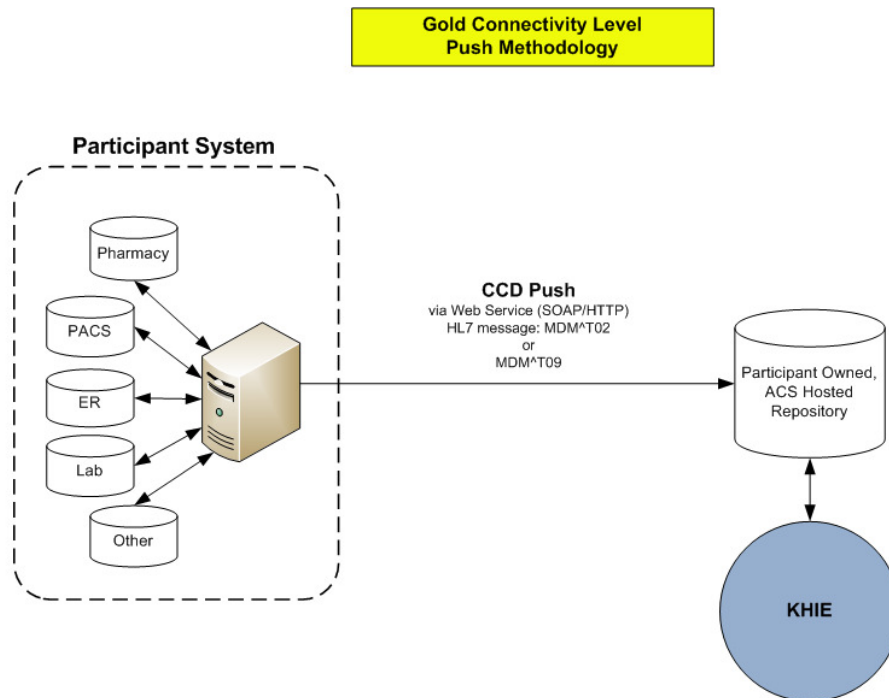 Gold Connectivity Level
Push Methodology
Participant System
Pharmacy
PACS
ER
Lab
Other
CCD Push
via Web Service (SOAP/HTTP)
HL7 message: MDM^T02
or
MDM^T09
Participant Owned,
ACS Hosted
Repository
KHIE